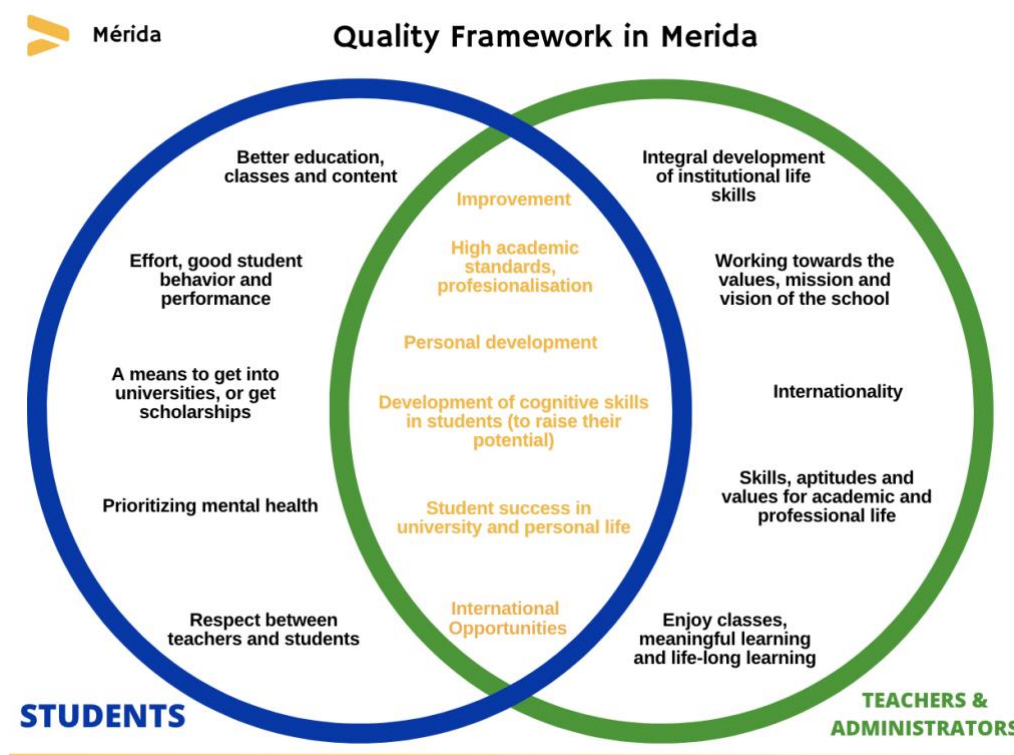 Mérida
Quality Framework in Merida
Better education,
classes and content
Effort, good student
behavior and
performance
A means to get into
universities, or get
scholarships
Prioritizing mental health
Respect between
teachers and students
Improvement
High academic
standards,
profesionalisation
Personal development
Development of cognitive skills
in students (to raise their
potential)
Student success in
university and personal life
International
Opportunities
Integral development
of institutional life
skills
Working towards the
values, mission and
vision of the school
Internationality
Skills, aptitudes and
values for academic and
professional life
Enjoy classes,
meaningful learning
and life-long learning
STUDENTS
TEACHERS &
ADMINISTRATORS